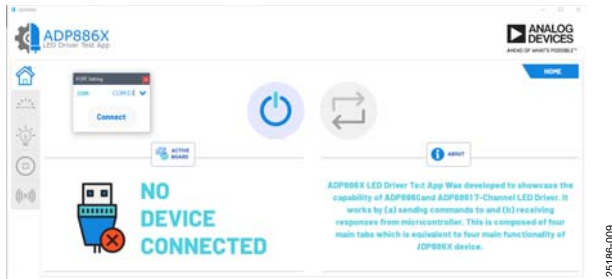 ADP886X
LED Driver Test App
ANALOG
DEVICES
AHEAD OF WHAT'S POSSIBLE™
HOME
PORT Setting
COM:
Connect
ACTIVE
BOARD
ABOUT
NO
DEVICE
CONNECTED
ADP886X LED Driver Test App Was developed to showcase the
capability of ADP8860and ADP8861 7-Channel LED Driver. It
works by (a) sending commands to and (b) receiving
responses from microcontroller. This is composed of four
main tabs which is equivalent to four main functionality of
ADP886X device.
25186-009